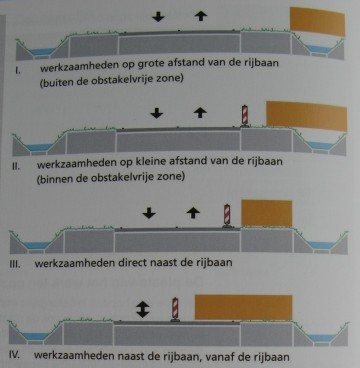 I. werkzaamheden op grote afstand van de rijbaan
(buiten de obstakelvrije zone)
II. werkzaamheden op kleine afstand van de rijbaan
(binnen de obstakelvrije zone)
III. werkzaamheden direct naast de rijbaan
IV. werkzaamheden naast de rijbaan, vanaf de rijbaan